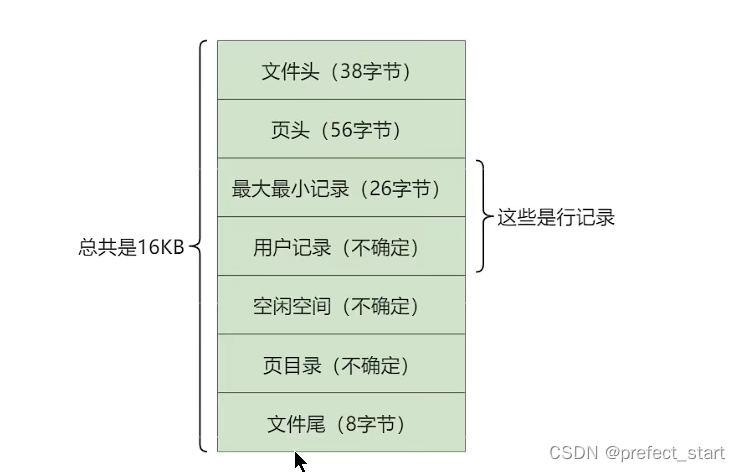 文件头（38字节）
页头（56字节）
最大最小记录（26字节）
这些是行记录
总共是16KB
用户记录（不确定）
空闲空间（不确定）
页目录（不确定）
文件尾（8字节）
CSDN @prefect_start